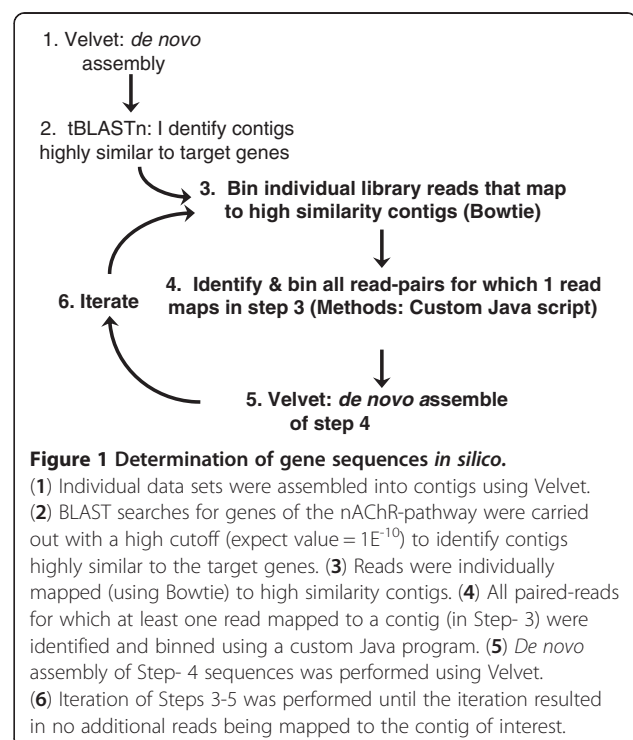 1. Velvet: de novo
assembly
2. tBLASTn: I dentify contigs
highly similar to target genes
3. Bin individual library reads that map
to high similarity contigs (Bowtie)
4. Identify & bin all read-pairs for which 1 read
maps in step 3 (Methods: Custom Java script)
6. Iterate
5. Velvet: de novo assemble
of step 4
Figure 1 Determination of gene sequences in silico.
(1) Individual data sets were assembled into contigs using Velvet.
(2) BLAST searches for genes of the nAChR-pathway were carried
out with a high cutoff (expect value = 1E-10) to identify contigs
highly similar to the target genes. (3) Reads were individually
mapped (using Bowtie) to high similarity contigs. (4) All paired-reads
for which at least one read mapped to a contig (in Step- 3) were
identified and binned using a custom Java program. (5) De novo
assembly of Step- 4 sequences was performed using Velvet.
(6) Iteration of Steps 3-5 was performed until the iteration resulted
in no additional reads being mapped to the contig of interest.